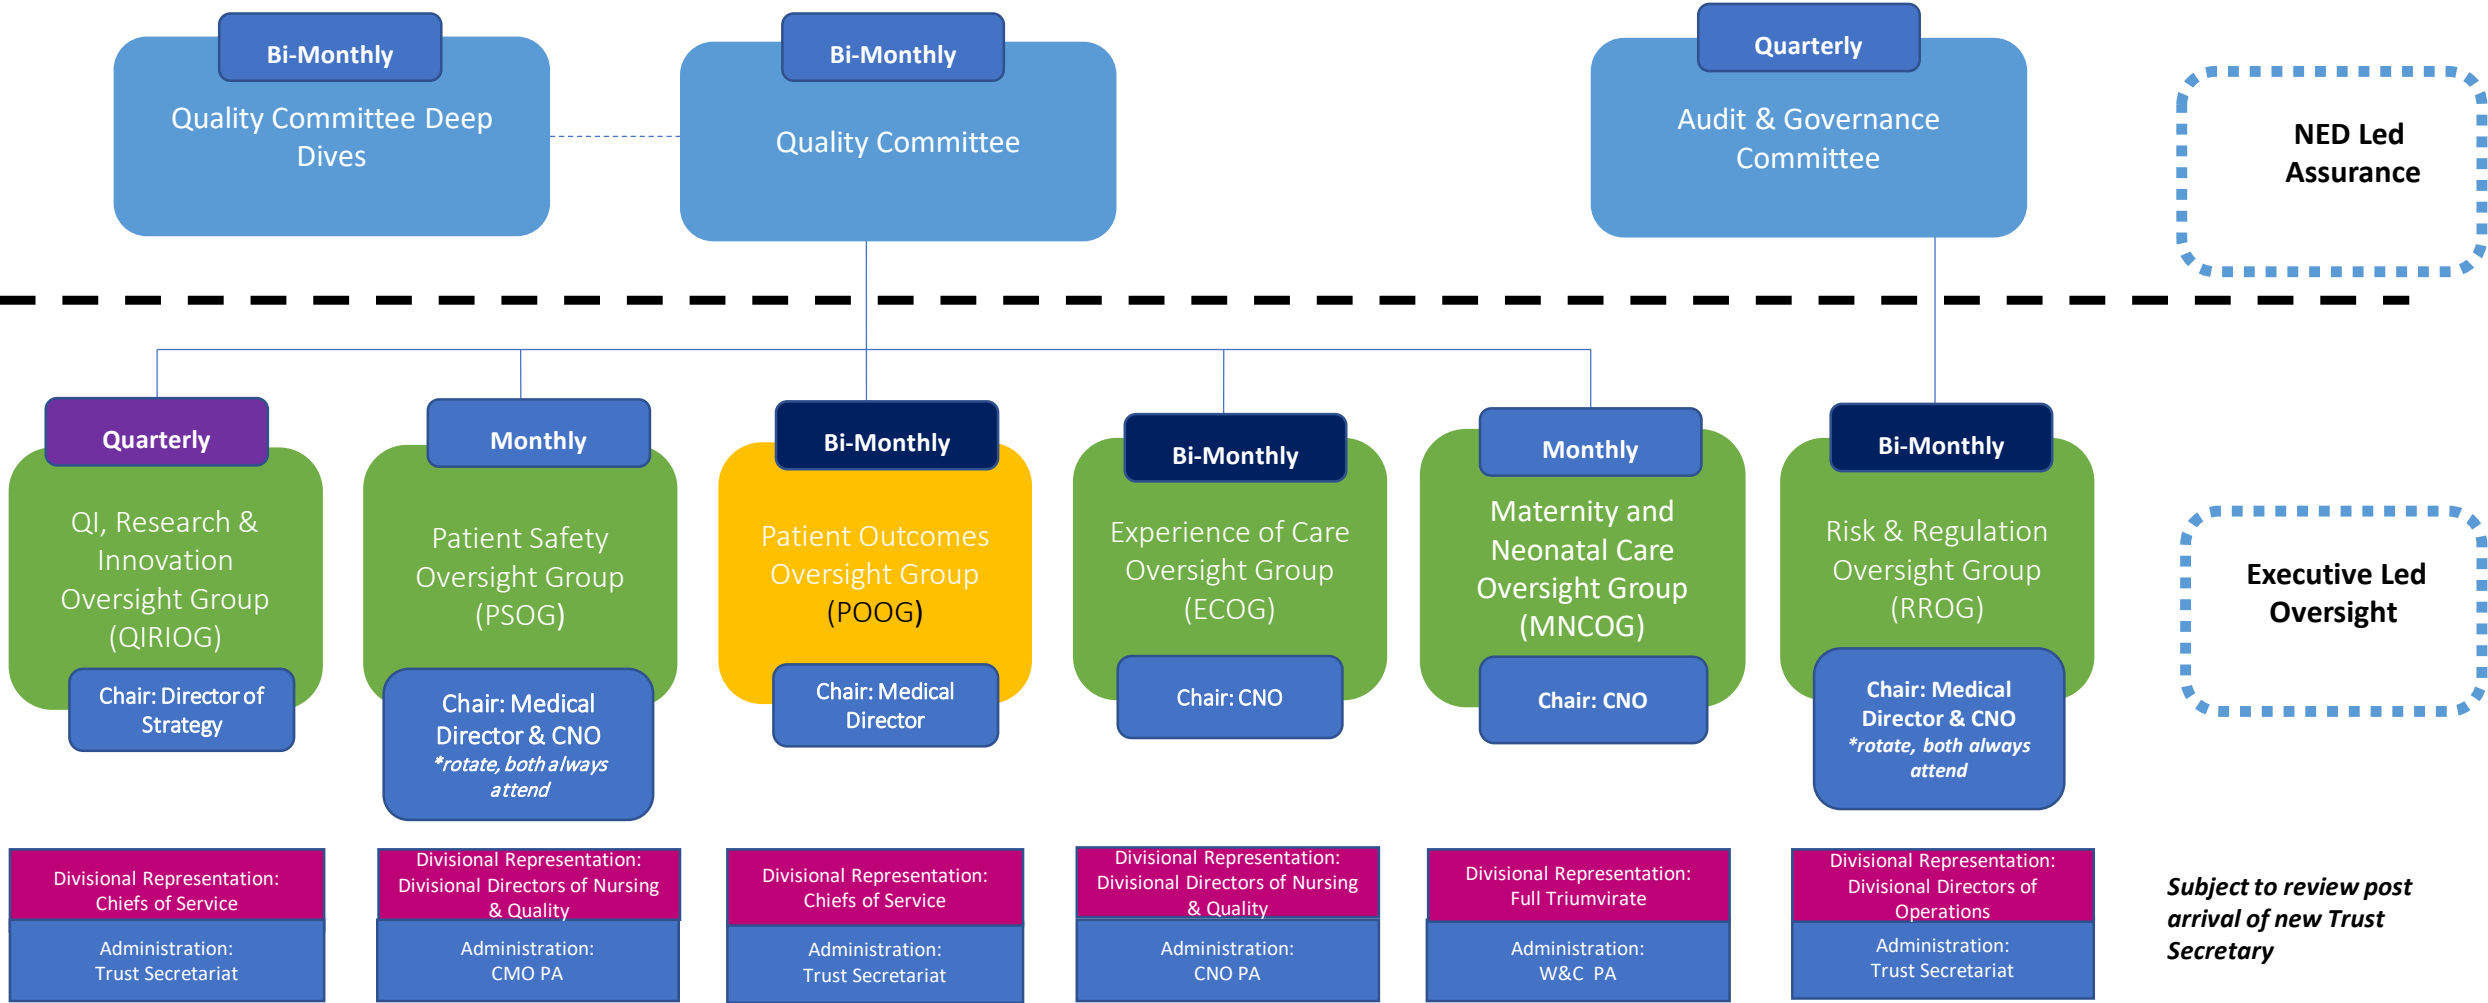 Bi-Monthly
Quality Committee Deep
Dives
Bi-Monthly
Quality Committee
Quarterly
Audit & Governance
Committee
NED Led
Assurance
Quarterly
QI, Research &
Innovation
Oversight Group
(QIRIOG)
Chair: Director of
Strategy
Monthly
Patient Safety
Oversight Group
(PSOG)
Chair: Medical
Director & CNO
*rotate, both always
attend
Bi-Monthly
Patient Outcomes
Oversight Group
(POOG)
Chair: Medical
Director
Bi-Monthly
Experience of Care
Oversight Group
(ECOG)
Chair: CNO
Monthly
Maternity and
Neonatal Care
Oversight Group
(MNCOG)
Chair: CNO
Bi-Monthly
Risk & Regulation
Oversight Group
(RROG)
Chair: Medical
Director & CNO
*rotate, both always
attend
Executive Led
Oversight
Divisional Representation:
Chiefs of Service
Administration:
Trust Secretariat
Divisional Representation:
Divisional Directors of Nursing
& Quality
Administration:
CMO PA
Divisional Representation:
Chiefs of Service
Administration:
Trust Secretariat
Divisional Representation:
Divisional Directors of Nursing
& Quality
Administration:
CNO PA
Divisional Representation:
Full Triumvirate
Administration:
W&C PA
Divisional Representation:
Divisional Directors of
Operations
Administration:
Trust Secretariat
Subject to review post
arrival of new Trust
Secretary